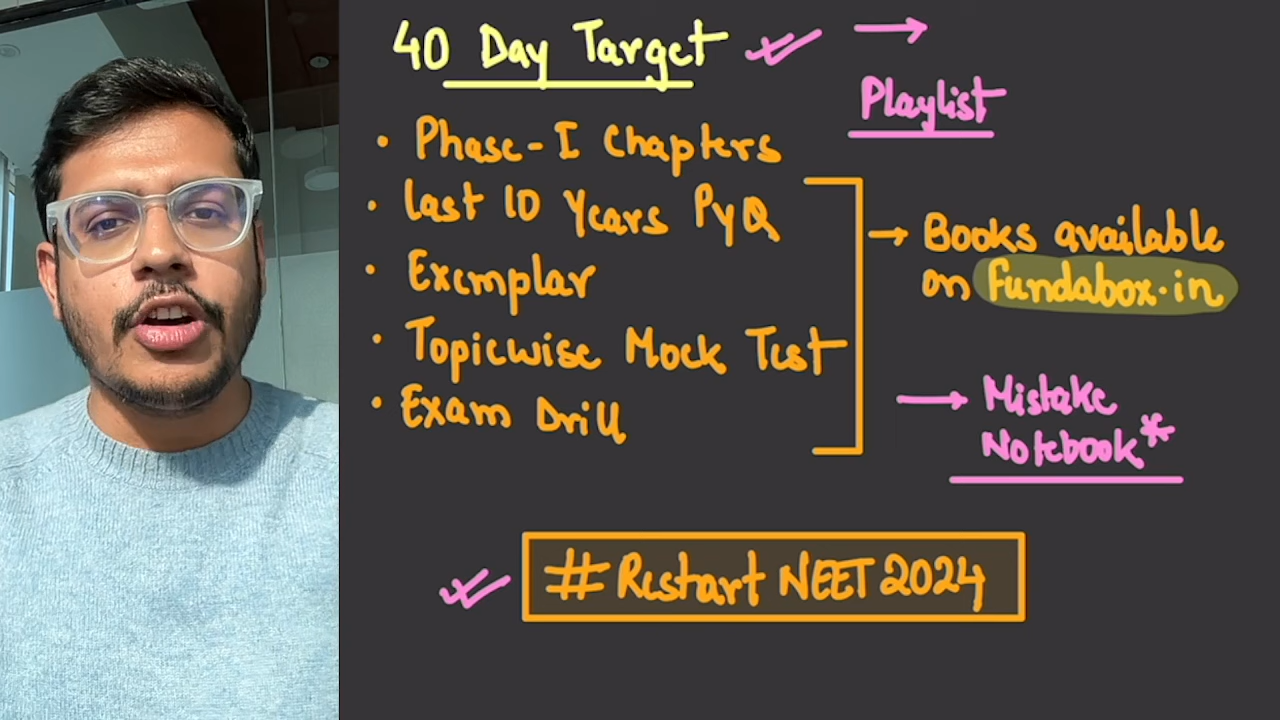 40 Day Target
Playlist
• Phase-I Chapters
• Last 10 Years PYQ
• Exemplar
• Topicwise Mock Test
• Exam Drill
→ Books available
on Fundabox.in
→ Mistake
Notebook*
#Restart NEET 2024